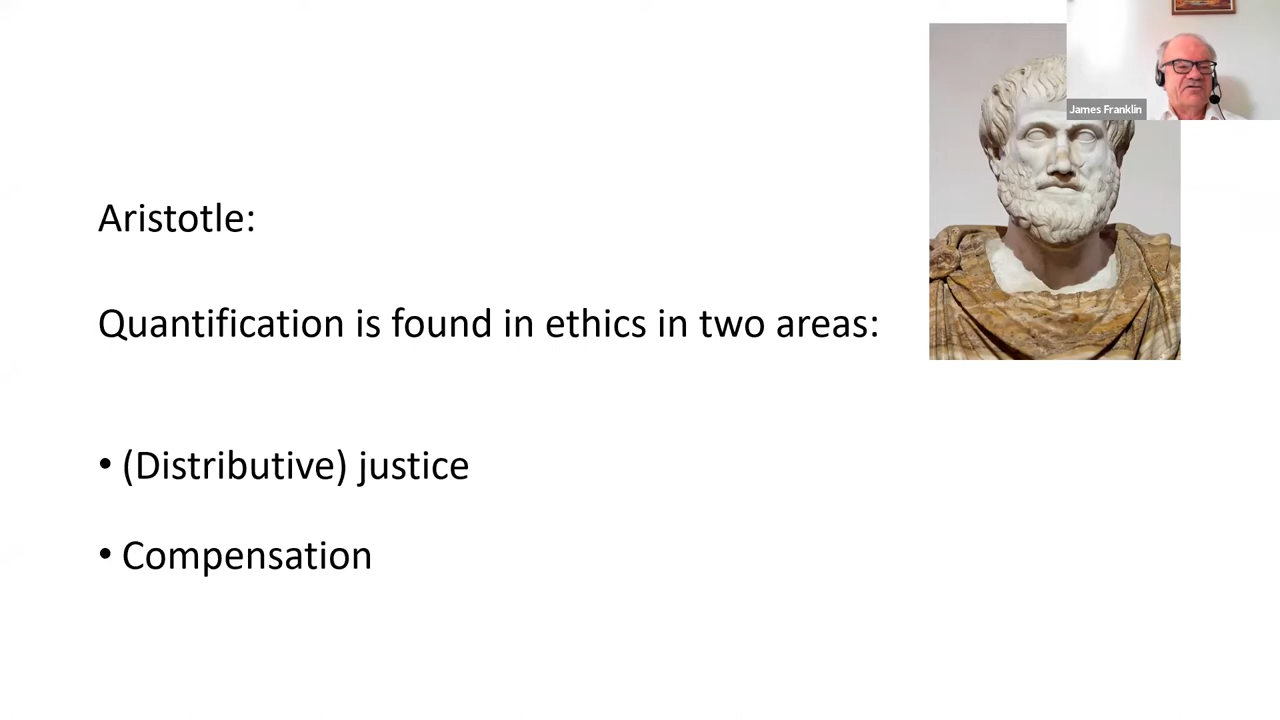 James Franklin
Aristotle:
Quantification is found in ethics in two areas:
• (Distributive) justice
• Compensation